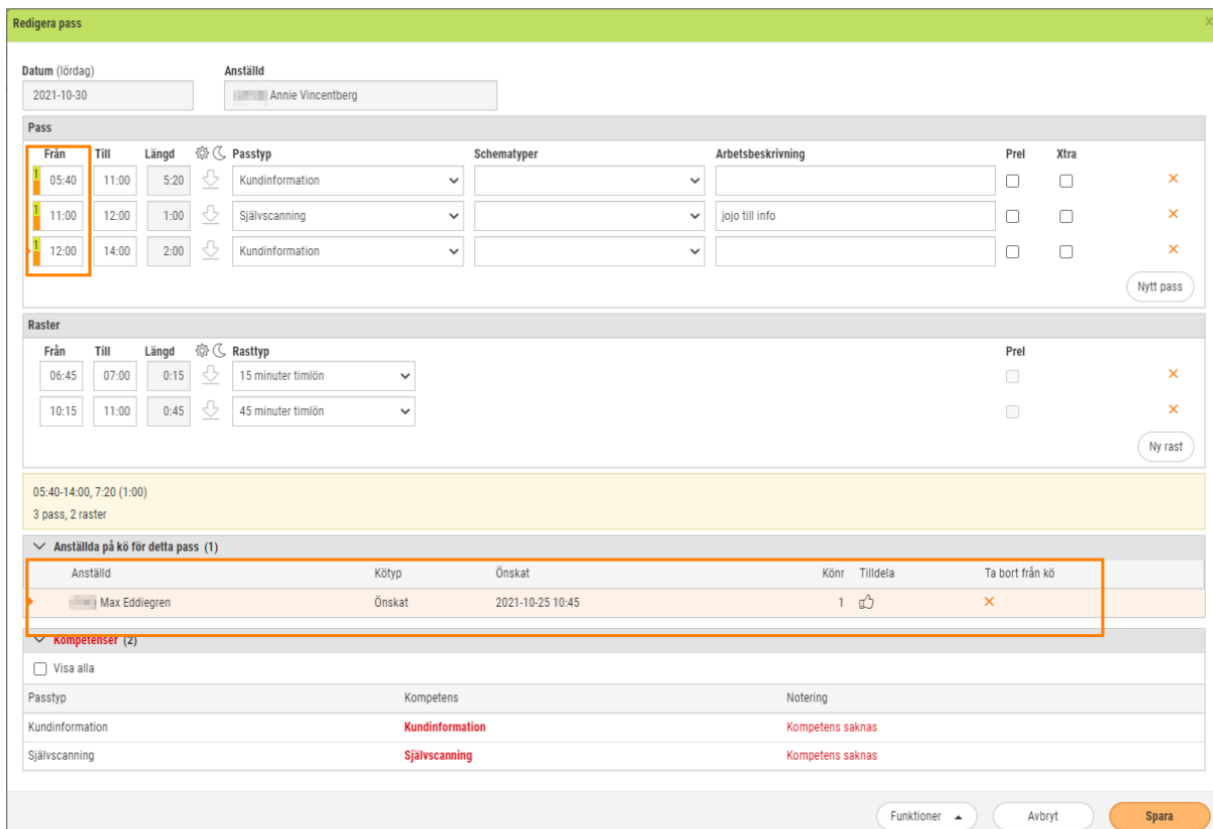 Redigera pass
Datum (lördag) Anställd
2021-10-30 Annie Vincentberg
Pass
Från Till Längd Passtyp Schematyper Arbetsbeskrivning Prel Xtra
1 05:40 11:00 5:20 Kundinformation
1 11:00 12:00 1:00 Självscanning jojo till info
1 12:00 14:00 2:00 Kundinformation
Nytt pass
Raster
Från Till Längd Rasttyp Prel
06:45 07:00 0:15 15 minuter timlön
10:15 11:00 0:45 45 minuter timlön
Ny rast
05:40-14:00, 7:20 (1:00)
3 pass, 2 raster
Anställda på kö för detta pass (1)
Anställd Kötyp Önskat Könr Tilldela Ta bort från kö
Max Eddiegren Önskat 2021-10-25 10:45 1
Kompetenser (2)
Visa alla
Passtyp Kompetens Notering
Kundinformation Kundinformation Kompetens saknas
Självscanning Självscanning Kompetens saknas
Funktioner Avbryt Spara